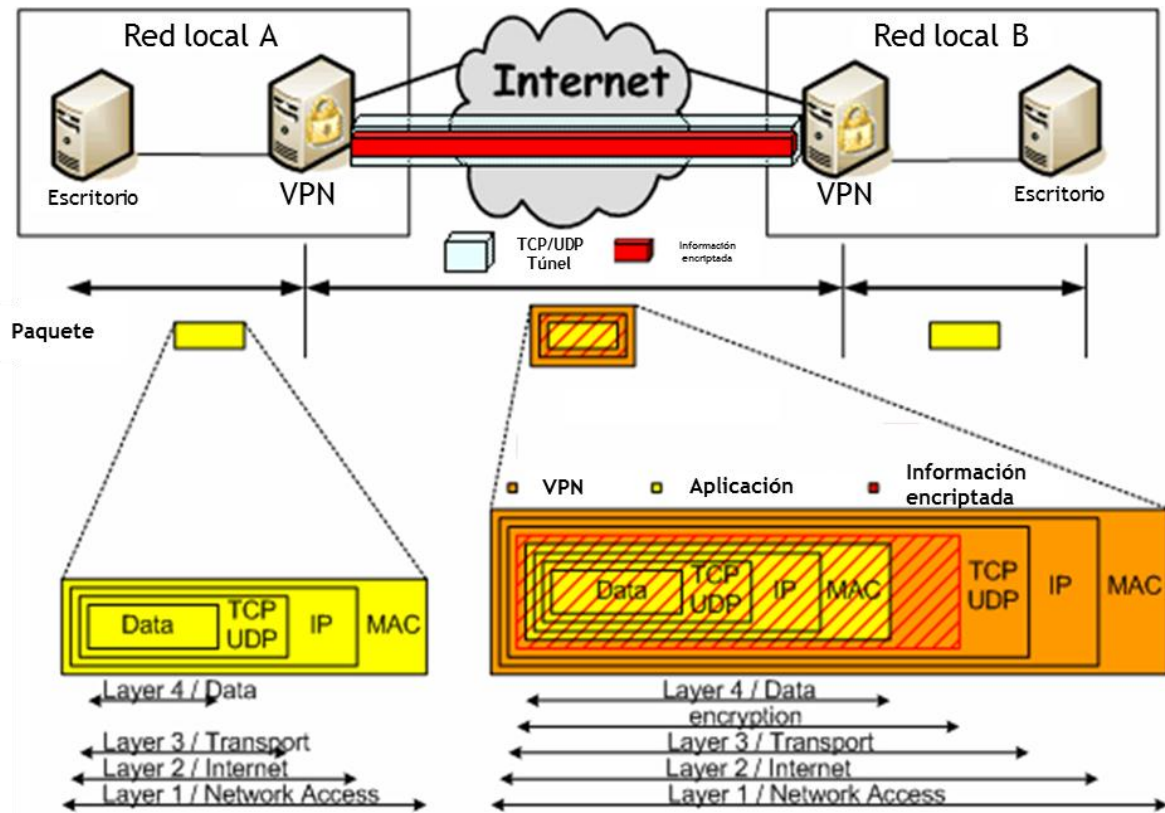 Red local A
Internet
Red local B
Escritorio
VPN
VPN
Escritorio
TCP/UDP
Túnel
Información
encriptada
Paquete
VPN
Aplicación
Información
encriptada
Data
TCP
UDP
IP
MAC
Data
TCP
UDP
IP
MAC
TCP
UDP
IP
MAC
Layer 4 / Data
Layer 3 / Transport
Layer 2 / Internet
Layer 1 / Network Access
Layer 4 / Data
encryption
Layer 3 / Transport
Layer 2 / Internet
Layer 1 / Network Access